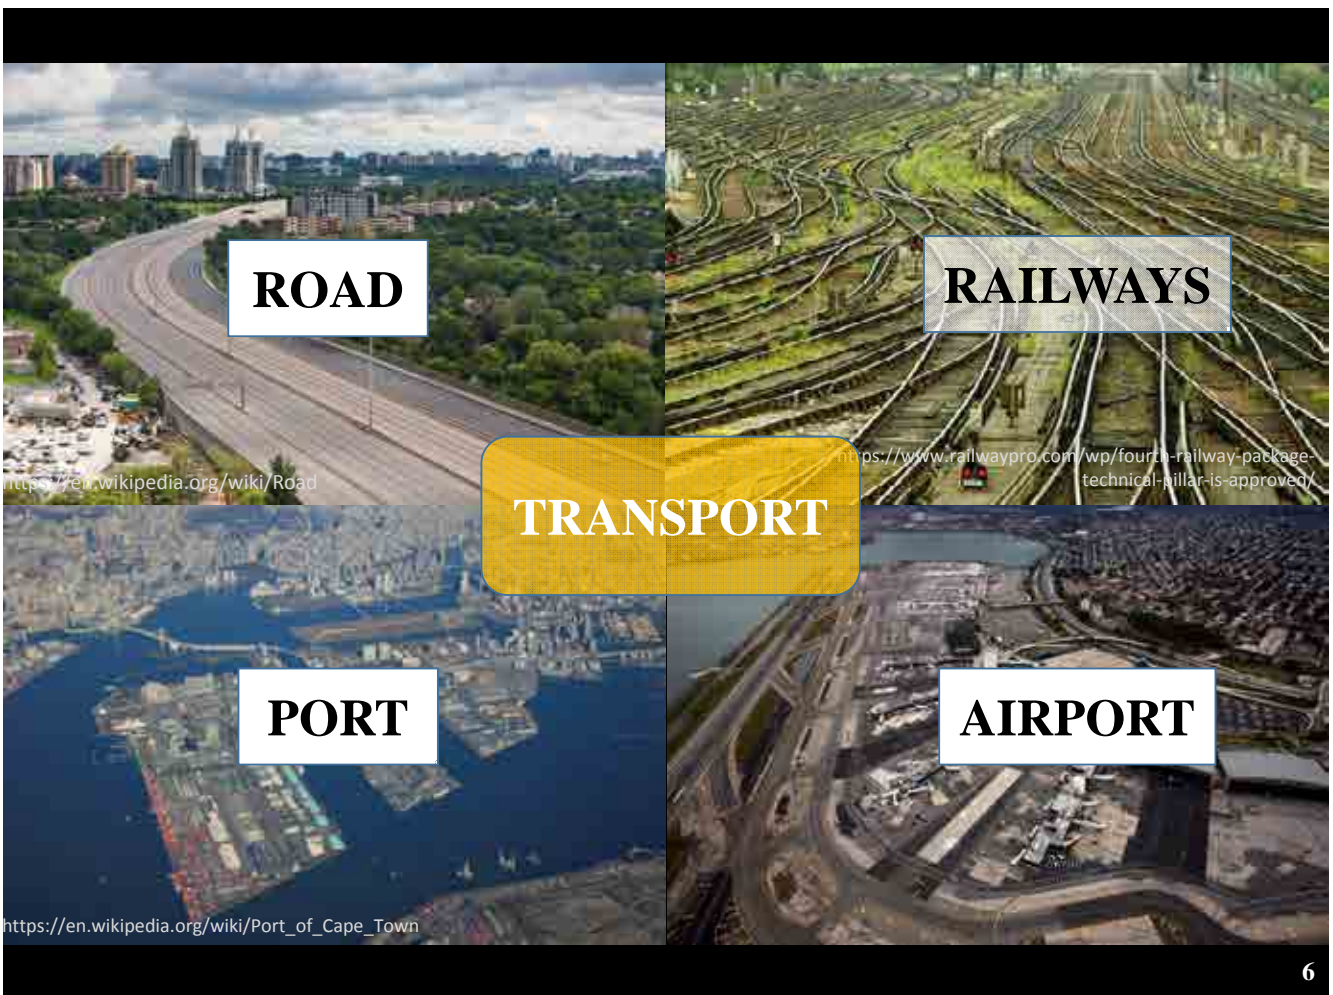 ROAD
RAILWAYS
https://en.wikipedia.org/wiki/Road
https://www.railwaypro.com/wp/fourth-railway-package-
technical-pillar-is-approved/
TRANSPORT
PORT
AIRPORT
https://en.wikipedia.org/wiki/Port_of_Cape_Town
6